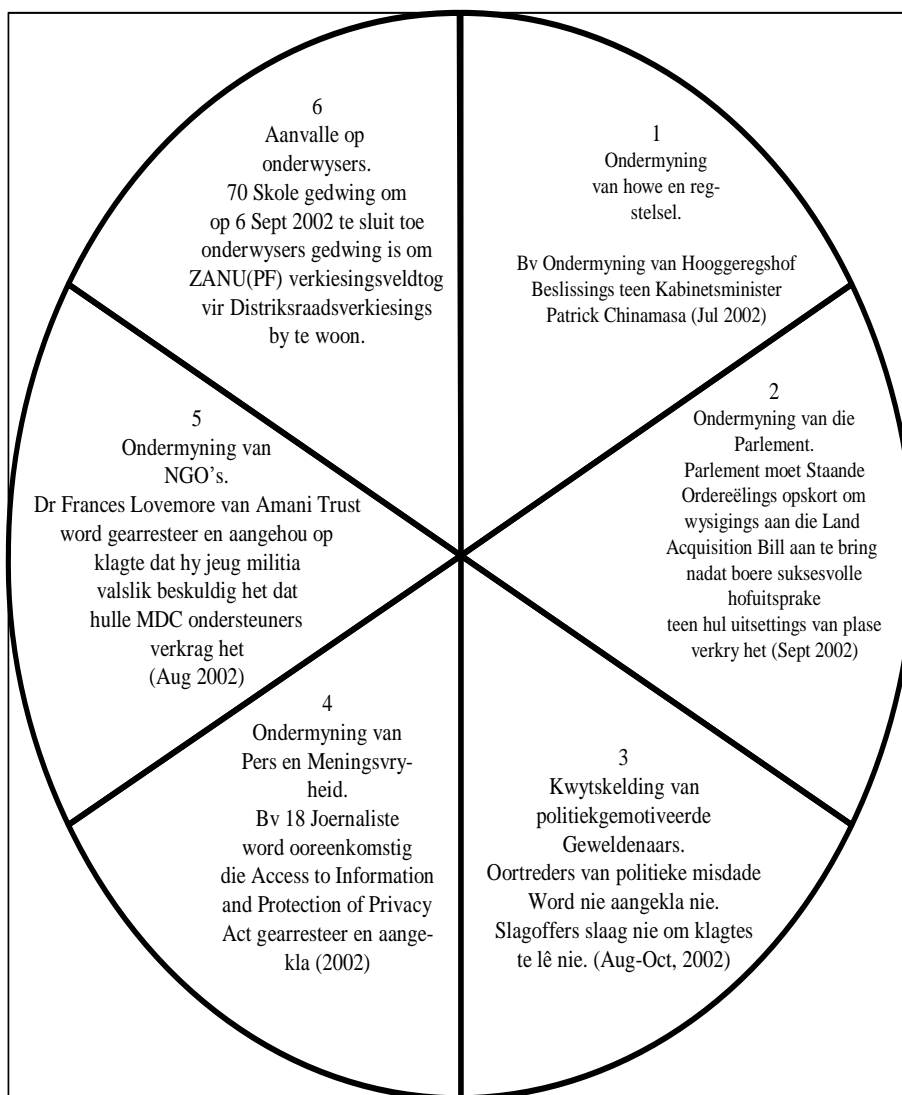 1
Ondermyning
van howe en reg-
stelsel.
Bv Ondermyning van Hooggeregshof
Beslissings teen Kabinetsminister
Patrick Chinamasa (Jul 2002)
2
Ondermyning van die
Parlement.
Parlement moet Staande
Ordereëlings opskort om
wysigings aan die Land
Acquisition Bill aan te bring
nadat boere suksesvolle
hofuitsprake
teen hul uitsettings van plase
verkry het (Sept 2002)
3
Kwytskelding van
politiekgemotiveerde
Geweldenaars.
Oortreders van politieke misdade
Word nie aangekla nie.
Slagoffers slaag nie om klagtes
te lê nie. (Aug-Oct, 2002)
4
Ondermyning van
Pers en Meningsvry-
heid.
Bv 18 Joernaliste
word ooreenkomstig
die Access to Information
and Protection of Privacy
Act gearresteer en aange-
kla (2002)
5
Ondermyning van
NGO’s.
Dr Frances Lovemore van Amani Trust
word gearresteer en aangehou op
klagte dat hy jeug militia
valslik beskuldig het dat
hulle MDC ondersteuners
verkrag het
(Aug 2002)
6
Aanvalle op
onderwysers.
70 Skole gedwing om
op 6 Sept 2002 te sluit toe
onderwysers gedwing is om
ZANU(PF) verkiesingsveldtog
vir Distriksraadsverkiesings
by te woon.